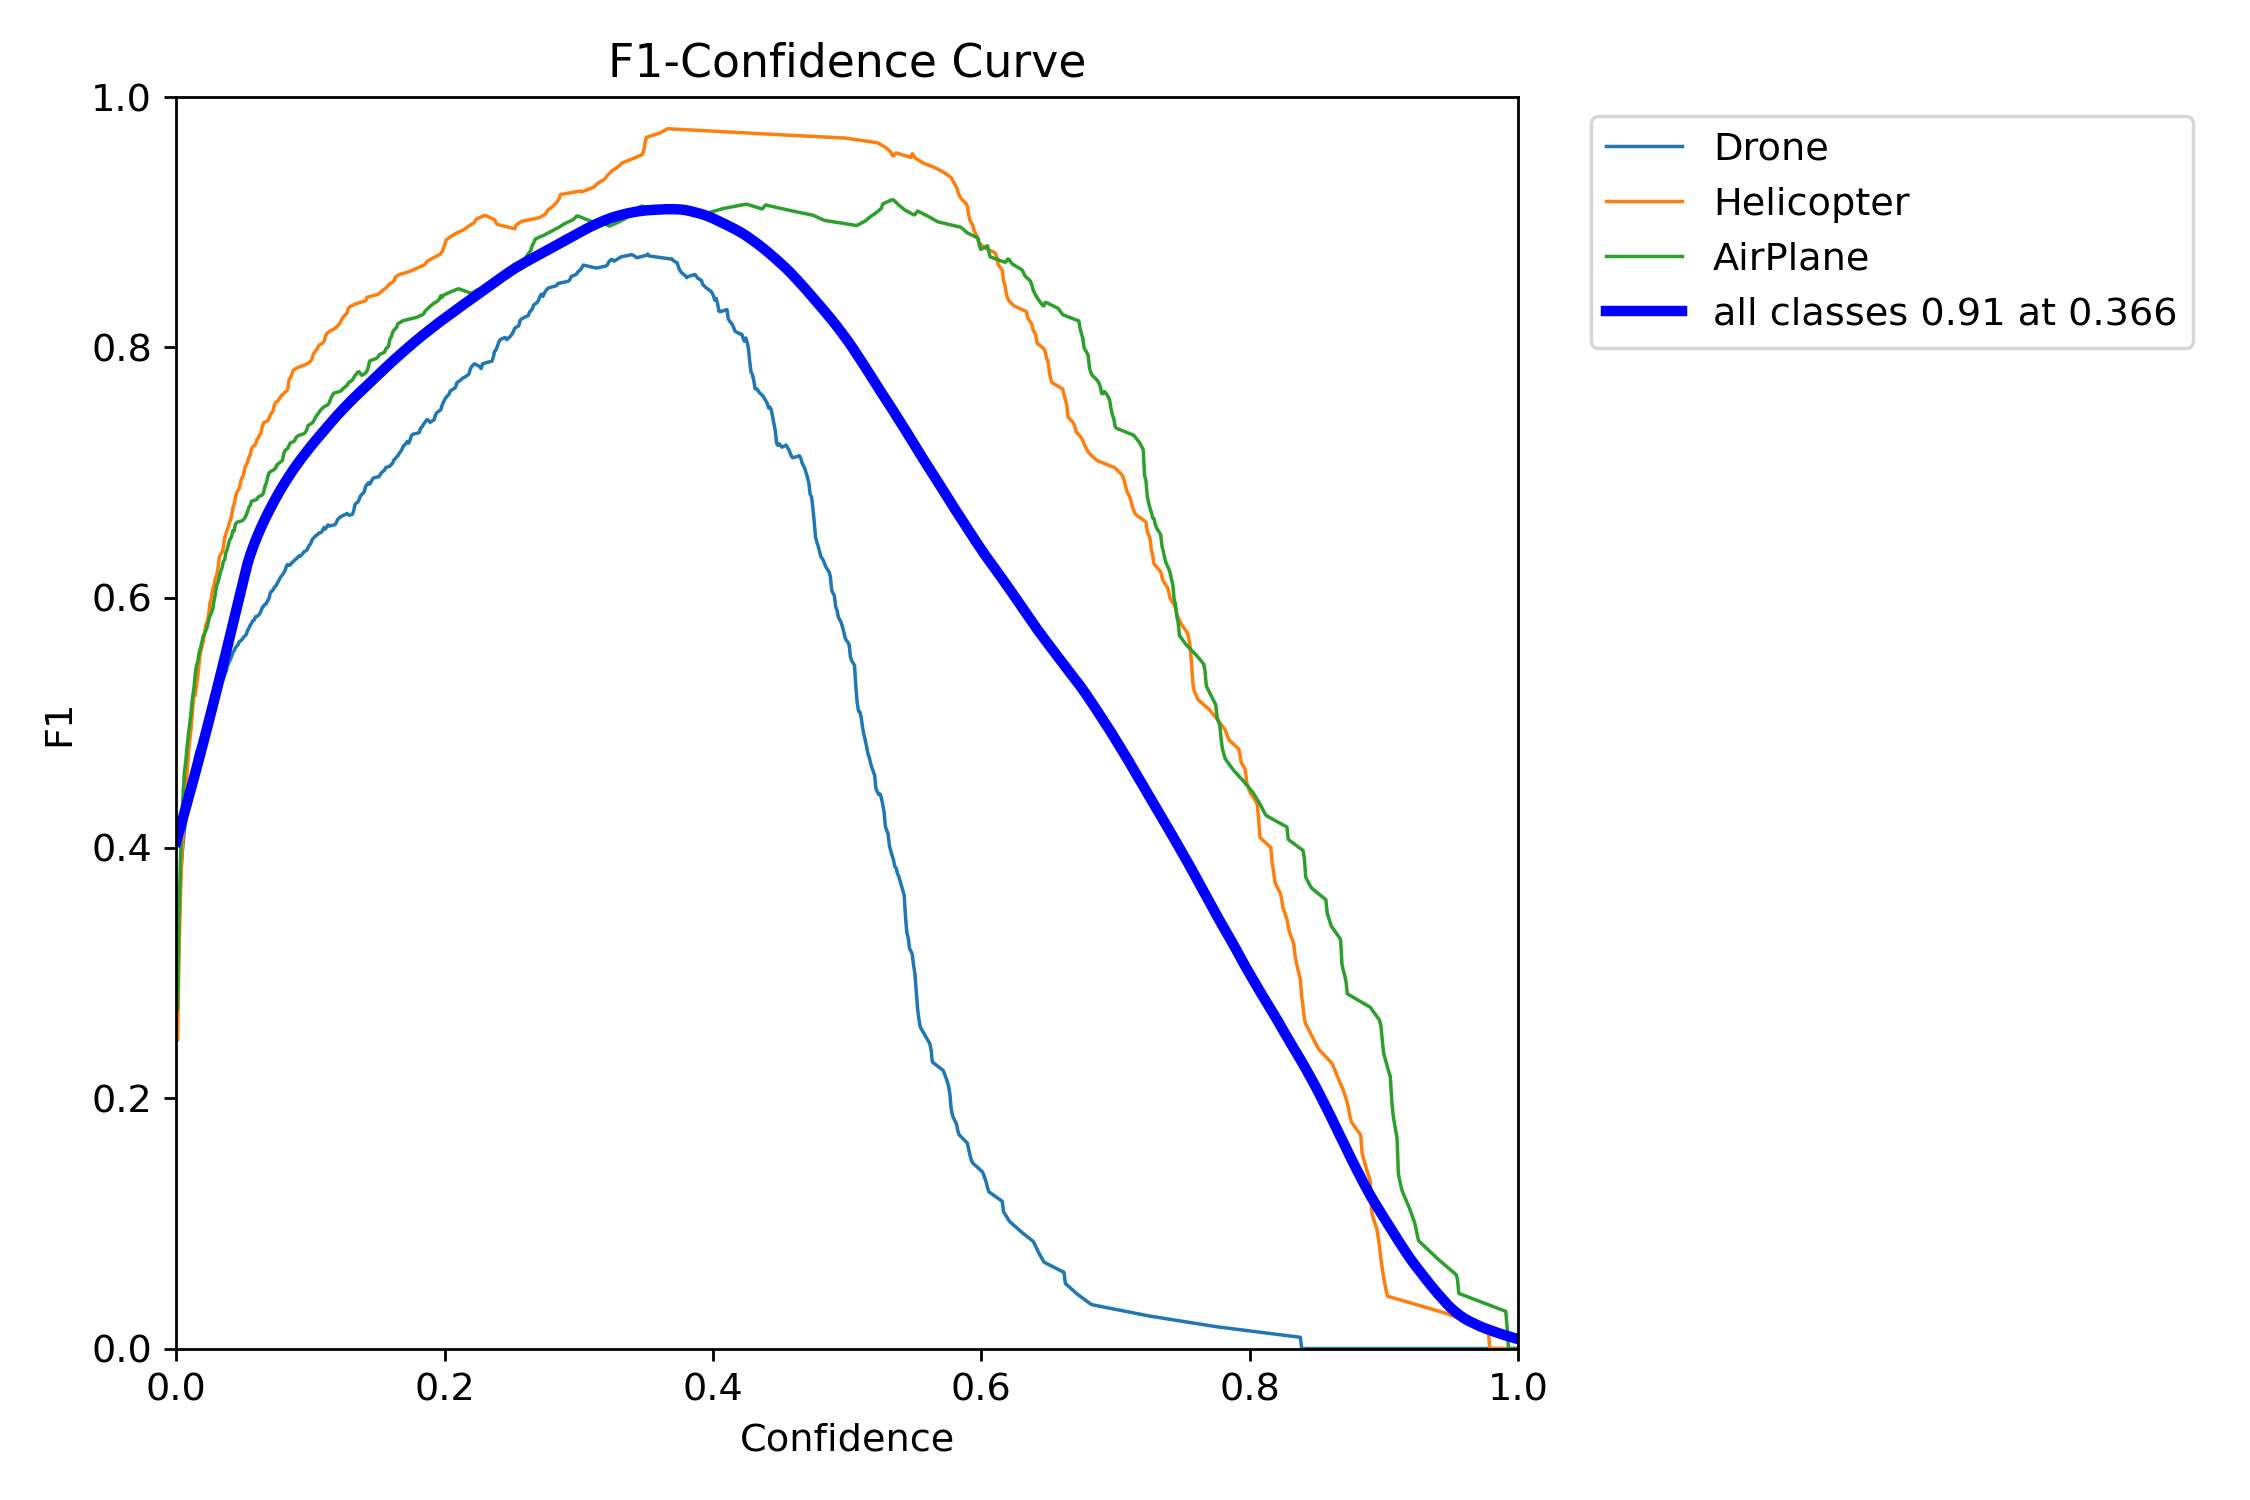 F1-Confidence Curve
1.0
0.8
0.6
0.4
0.2
0.0
F1
0.0 0.2 0.4 0.6 0.8 1.0
Confidence
Drone
Helicopter
AirPlane
all classes 0.91 at 0.366